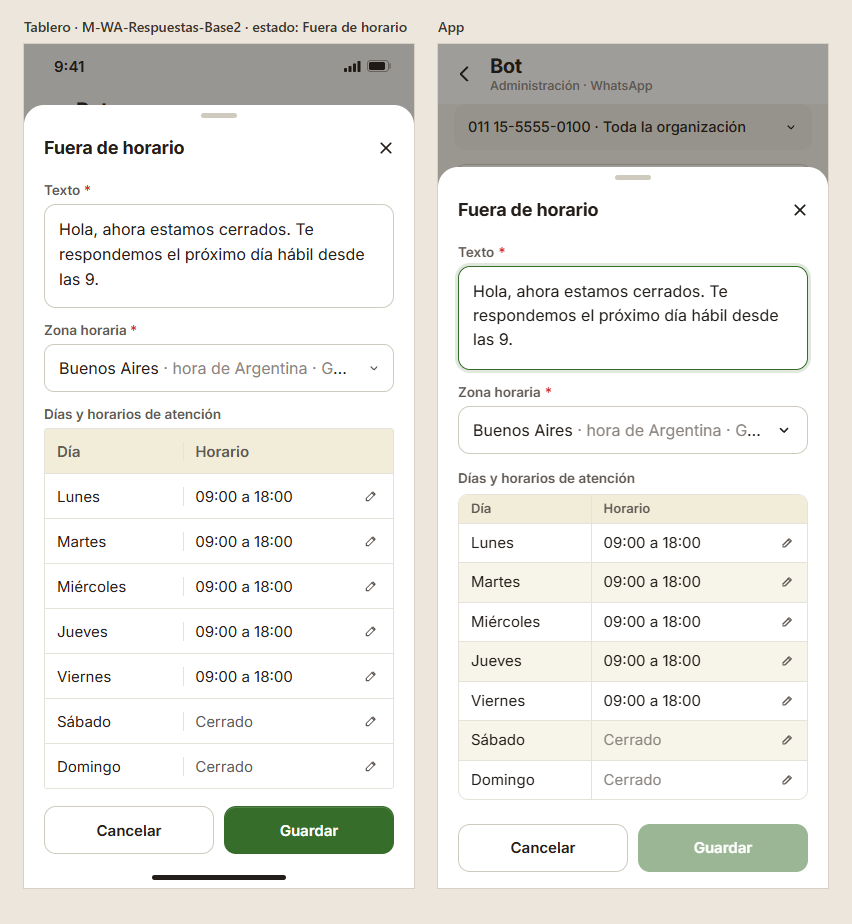 Tablero · M-WA-Respuestas-Base2 · estado: Fuera de horario
9:41
Fuera de horario
Texto *
Hola, ahora estamos cerrados. Te
respondemos el próximo día hábil desde
las 9.
Zona horaria *
Buenos Aires · hora de Argentina · G...
Días y horarios de atención
Día Horario
Lunes 09:00 a 18:00
Martes 09:00 a 18:00
Miércoles 09:00 a 18:00
Jueves 09:00 a 18:00
Viernes 09:00 a 18:00
Sábado Cerrado
Domingo Cerrado
Cancelar Guardar
App
Bot
Administración · WhatsApp
011 15-5555-0100 · Toda la organización
Fuera de horario
Texto *
Hola, ahora estamos cerrados. Te
respondemos el próximo día hábil desde
las 9.
Zona horaria *
Buenos Aires · hora de Argentina · G...
Días y horarios de atención
Día Horario
Lunes 09:00 a 18:00
Martes 09:00 a 18:00
Miércoles 09:00 a 18:00
Jueves 09:00 a 18:00
Viernes 09:00 a 18:00
Sábado Cerrado
Domingo Cerrado
Cancelar Guardar